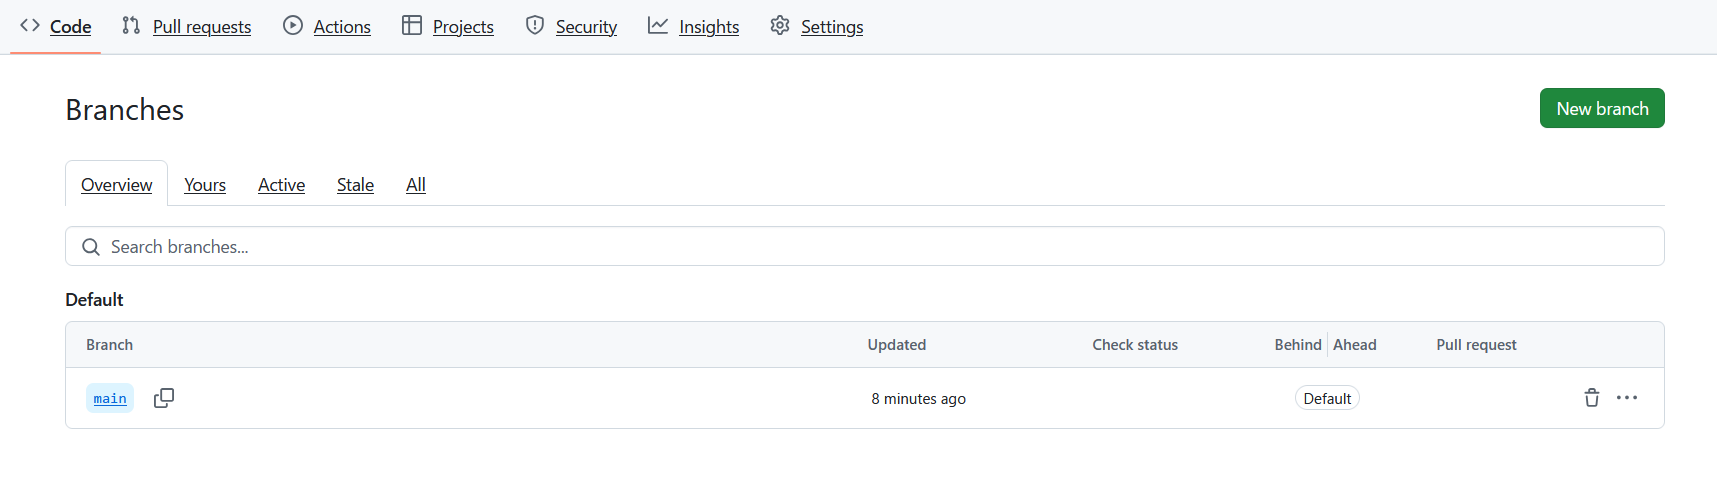 Code Pull requests Actions Projects Security Insights Settings
Branches
New branch
Overview Yours Active Stale All
Search branches...
Default
Branch Updated Check status Behind Ahead Pull request
main 8 minutes ago Default